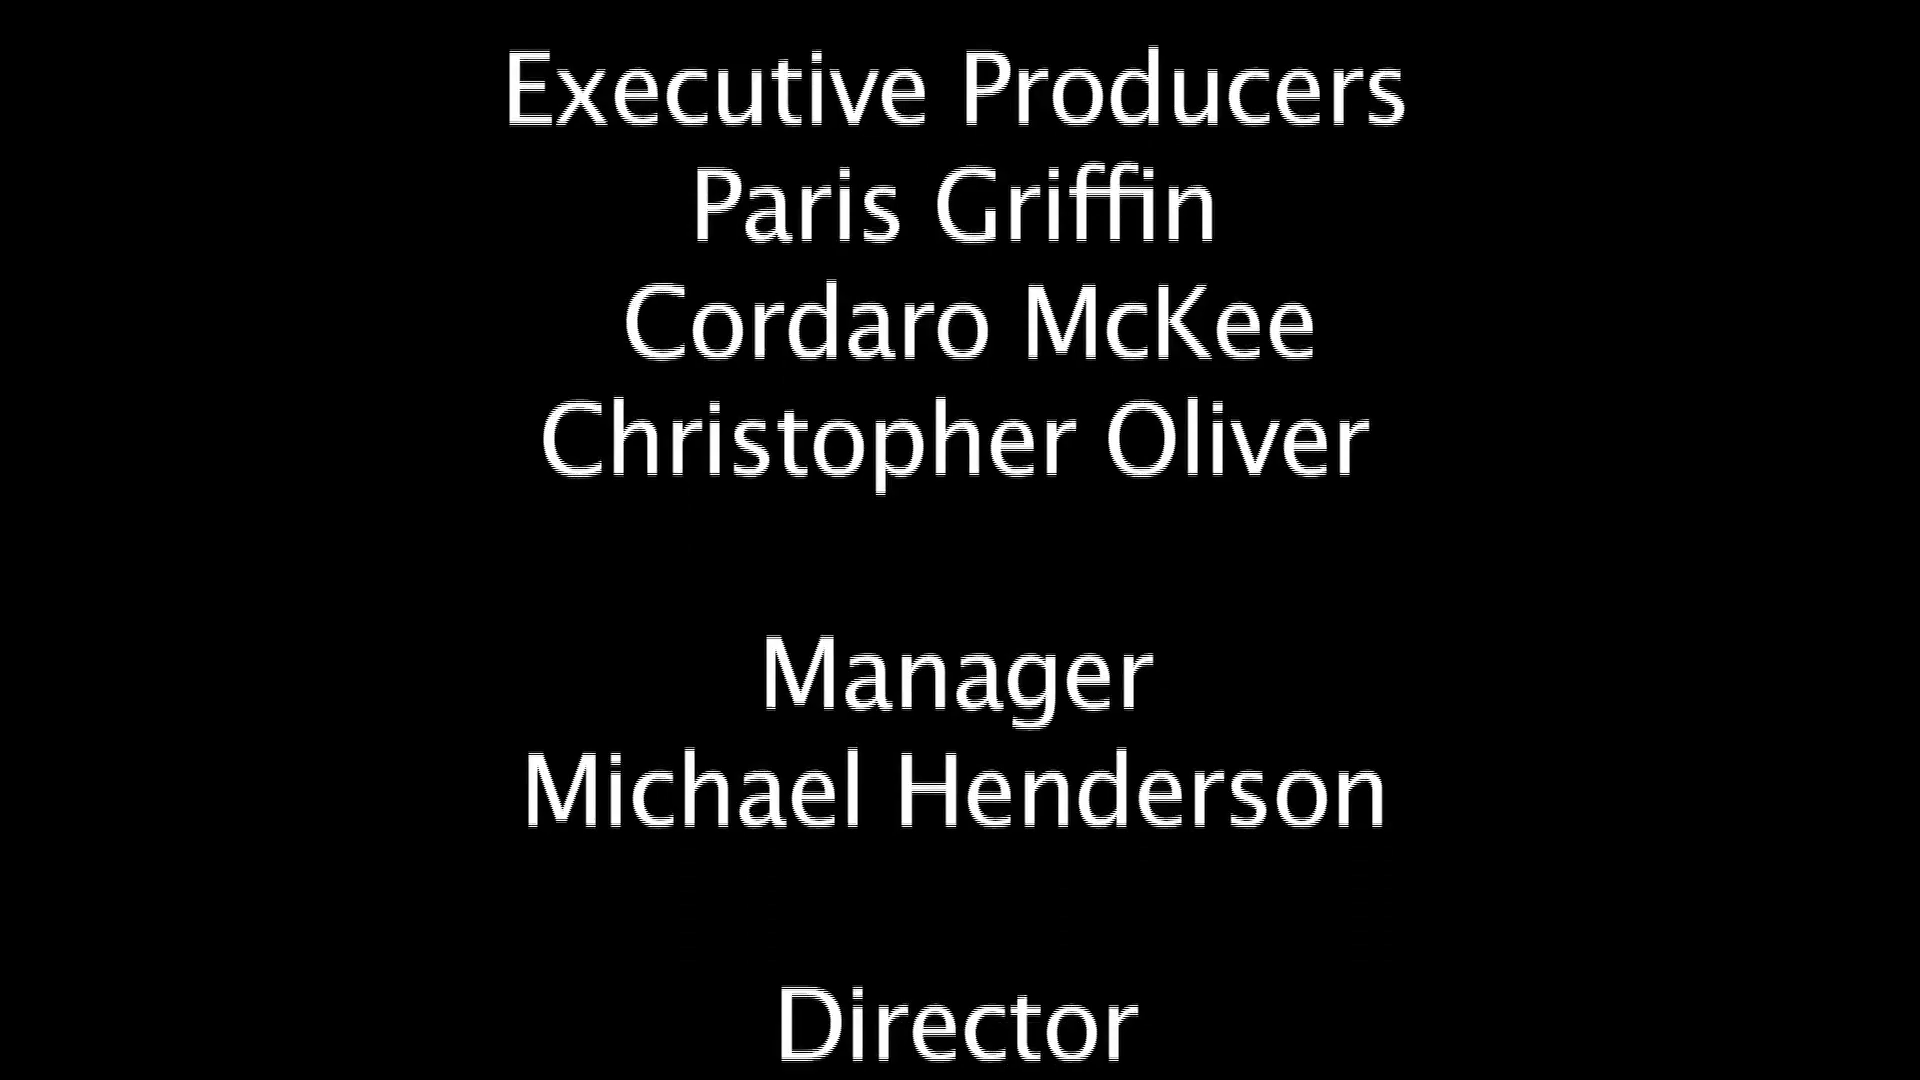 Executive Producers
Paris Griffin
Cordaro McKee
Christopher Oliver
Manager
Michael Henderson
Director